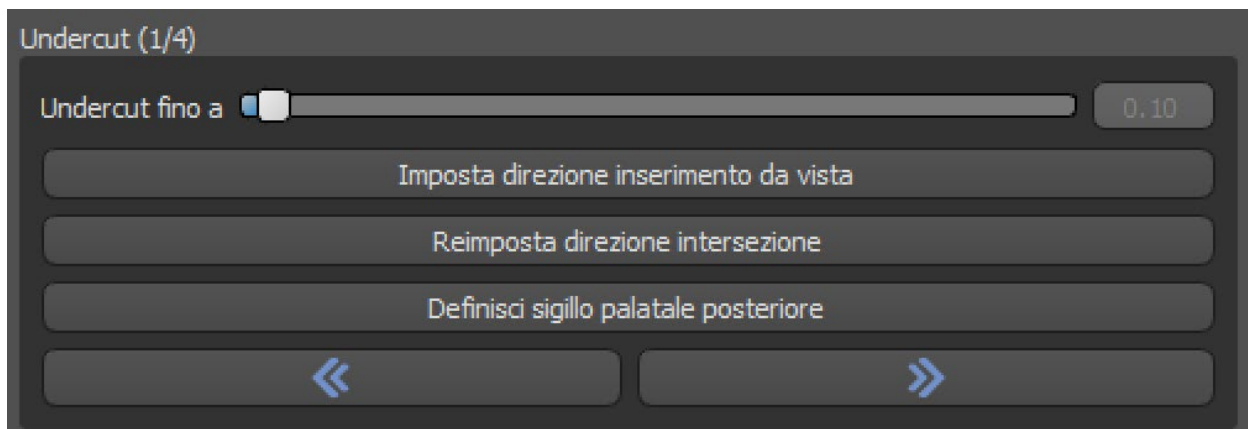 Undercut (1/4)
Undercut fino a 0.10
Imposta direzione inserimento da vista
Reimposta direzione intersezione
Definisci sigillo palatale posteriore